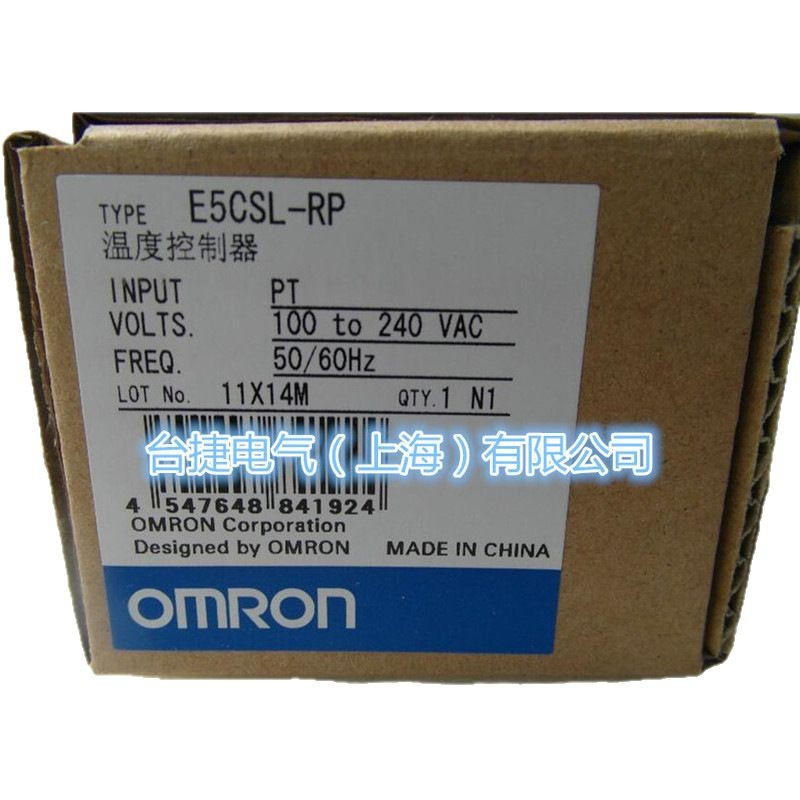 TYPE E5CSL-RP
温度控制器
INPUT PT
VOLTS. 100 to 240 VAC
FREQ. 50/60Hz
LOT No. 11X14M QTY.1 N1
台捷电气（上海）有限公司
4 547648 841924
OMRON Corporation
Designed by OMRON MADE IN CHINA
OMRON